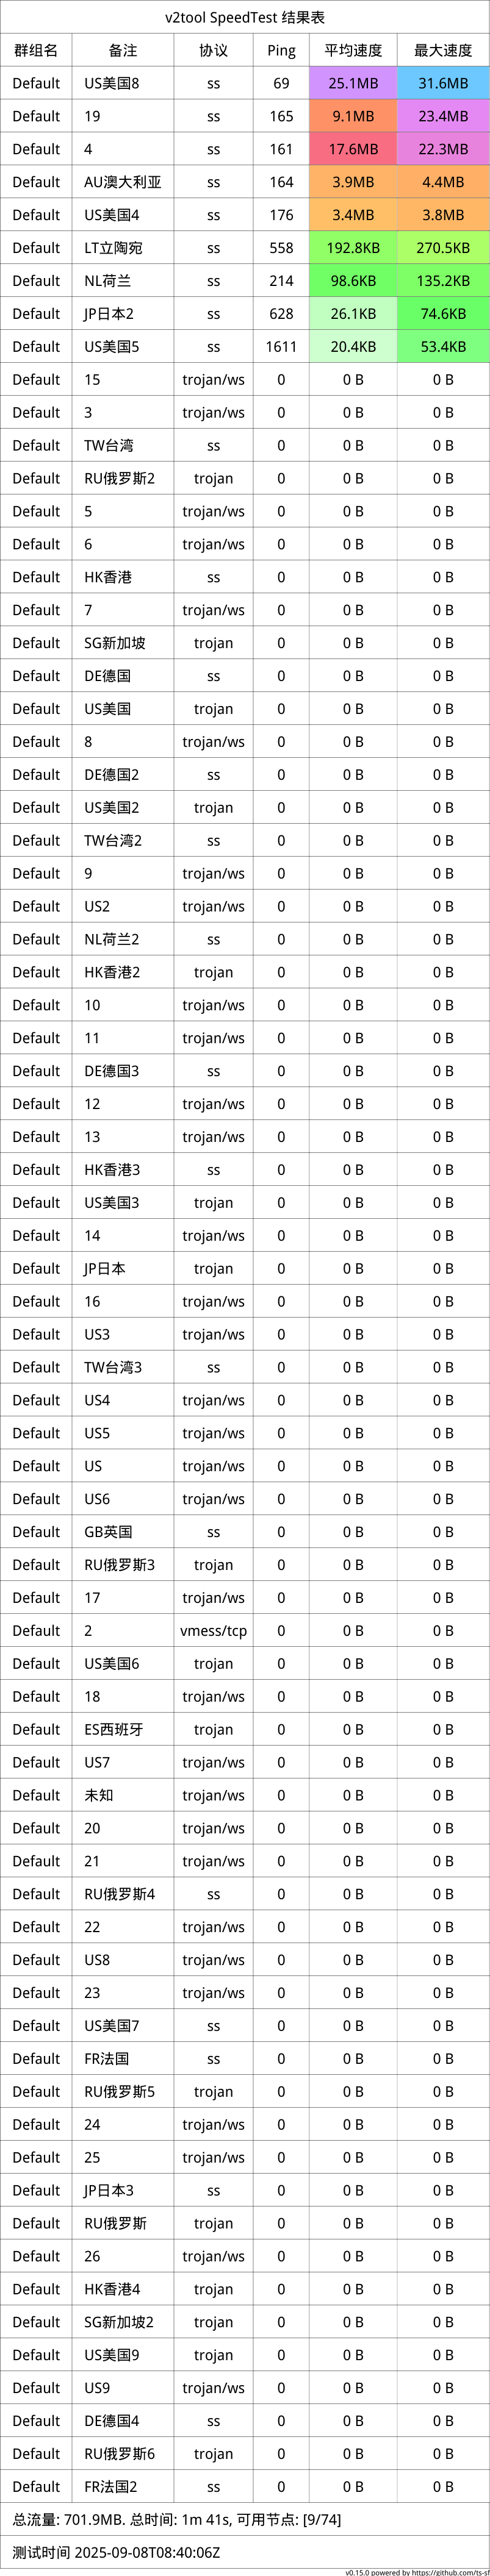 v2tool SpeedTest 结果表
群组名 备注 协议 Ping 平均速度 最大速度
Default US美国8 ss 69 25.1MB 31.6MB
Default 19 ss 165 9.1MB 23.4MB
Default 4 ss 161 17.6MB 22.3MB
Default AU澳大利亚 ss 164 3.9MB 4.4MB
Default US美国4 ss 176 3.4MB 3.8MB
Default LT立陶宛 ss 558 192.8KB 270.5KB
Default NL荷兰 ss 214 98.6KB 135.2KB
Default JP日本2 ss 628 26.1KB 74.6KB
Default US美国5 ss 1611 20.4KB 53.4KB
Default 15 trojan/ws 0 0 B 0 B
Default 3 trojan/ws 0 0 B 0 B
Default TW台湾 ss 0 0 B 0 B
Default RU俄罗斯2 trojan 0 0 B 0 B
Default 5 trojan/ws 0 0 B 0 B
Default 6 trojan/ws 0 0 B 0 B
Default HK香港 ss 0 0 B 0 B
Default 7 trojan/ws 0 0 B 0 B
Default SG新加坡 trojan 0 0 B 0 B
Default DE德国 ss 0 0 B 0 B
Default US美国 trojan 0 0 B 0 B
Default 8 trojan/ws 0 0 B 0 B
Default DE德国2 ss 0 0 B 0 B
Default US美国2 trojan 0 0 B 0 B
Default TW台湾2 ss 0 0 B 0 B
Default 9 trojan/ws 0 0 B 0 B
Default US2 trojan/ws 0 0 B 0 B
Default NL荷兰2 ss 0 0 B 0 B
Default HK香港2 trojan 0 0 B 0 B
Default 10 trojan/ws 0 0 B 0 B
Default 11 trojan/ws 0 0 B 0 B
Default DE德国3 ss 0 0 B 0 B
Default 12 trojan/ws 0 0 B 0 B
Default 13 trojan/ws 0 0 B 0 B
Default HK香港3 ss 0 0 B 0 B
Default US美国3 trojan 0 0 B 0 B
Default 14 trojan/ws 0 0 B 0 B
Default JP日本 trojan 0 0 B 0 B
Default 16 trojan/ws 0 0 B 0 B
Default US3 trojan/ws 0 0 B 0 B
Default TW台湾3 ss 0 0 B 0 B
Default US4 trojan/ws 0 0 B 0 B
Default US5 trojan/ws 0 0 B 0 B
Default US trojan/ws 0 0 B 0 B
Default US6 trojan/ws 0 0 B 0 B
Default GB英国 ss 0 0 B 0 B
Default RU俄罗斯3 trojan 0 0 B 0 B
Default 17 trojan/ws 0 0 B 0 B
Default 2 vmess/tcp 0 0 B 0 B
Default US美国6 trojan 0 0 B 0 B
Default 18 trojan/ws 0 0 B 0 B
Default ES西班牙 trojan 0 0 B 0 B
Default US7 trojan/ws 0 0 B 0 B
Default 未知 trojan/ws 0 0 B 0 B
Default 20 trojan/ws 0 0 B 0 B
Default 21 trojan/ws 0 0 B 0 B
Default RU俄罗斯4 ss 0 0 B 0 B
Default 22 trojan/ws 0 0 B 0 B
Default US8 trojan/ws 0 0 B 0 B
Default 23 trojan/ws 0 0 B 0 B
Default US美国7 ss 0 0 B 0 B
Default FR法国 ss 0 0 B 0 B
Default RU俄罗斯5 trojan 0 0 B 0 B
Default 24 trojan/ws 0 0 B 0 B
Default 25 trojan/ws 0 0 B 0 B
Default JP日本3 ss 0 0 B 0 B
Default RU俄罗斯 trojan 0 0 B 0 B
Default 26 trojan/ws 0 0 B 0 B
Default HK香港4 trojan 0 0 B 0 B
Default SG新加坡2 trojan 0 0 B 0 B
Default US美国9 trojan 0 0 B 0 B
Default US9 trojan/ws 0 0 B 0 B
Default DE德国4 ss 0 0 B 0 B
Default RU俄罗斯6 trojan 0 0 B 0 B
Default FR法国2 ss 0 0 B 0 B
总流量: 701.9MB. 总时间: 1m 41s, 可用节点: [9/74]
测试时间 2025-09-08T08:40:06Z
v0.15.0 powered by https://github.com/ts-sf